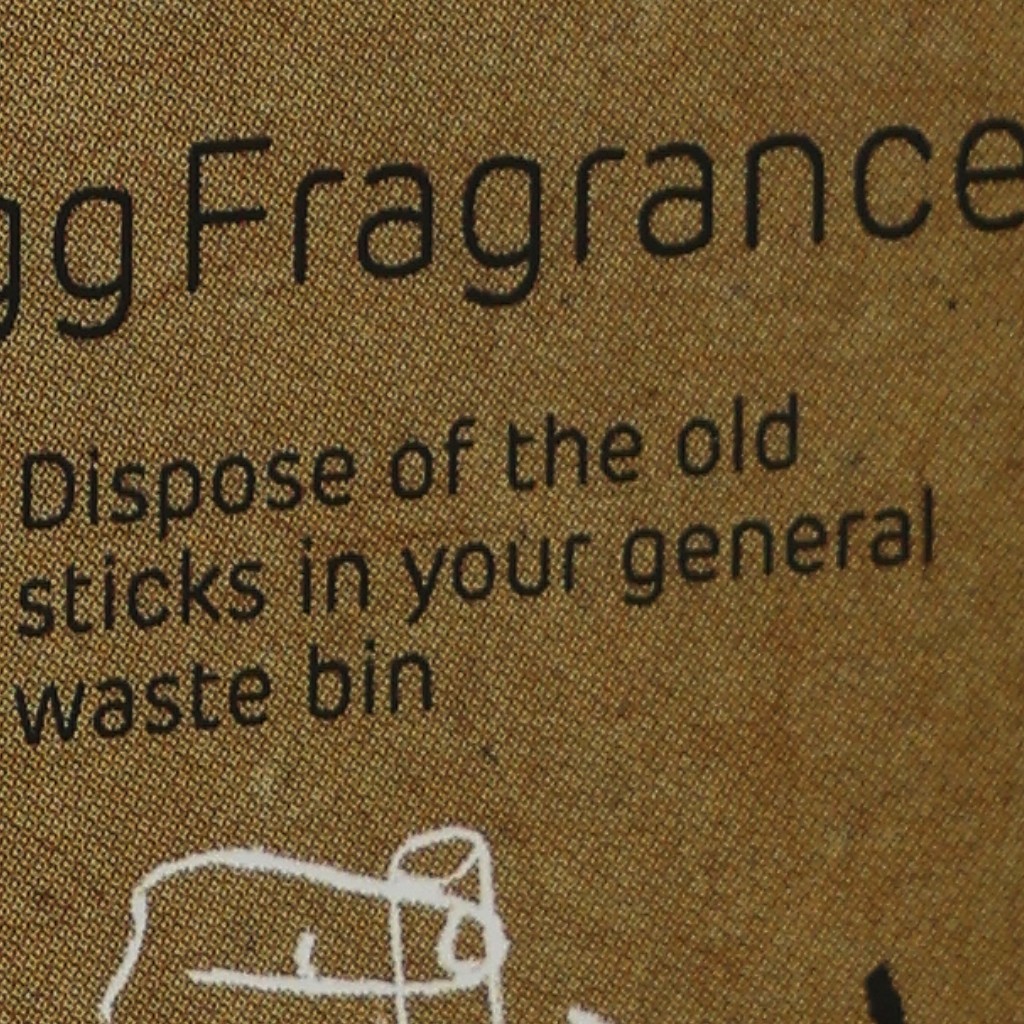 gg Fragrance
Dispose of the old
sticks in your general
waste bin